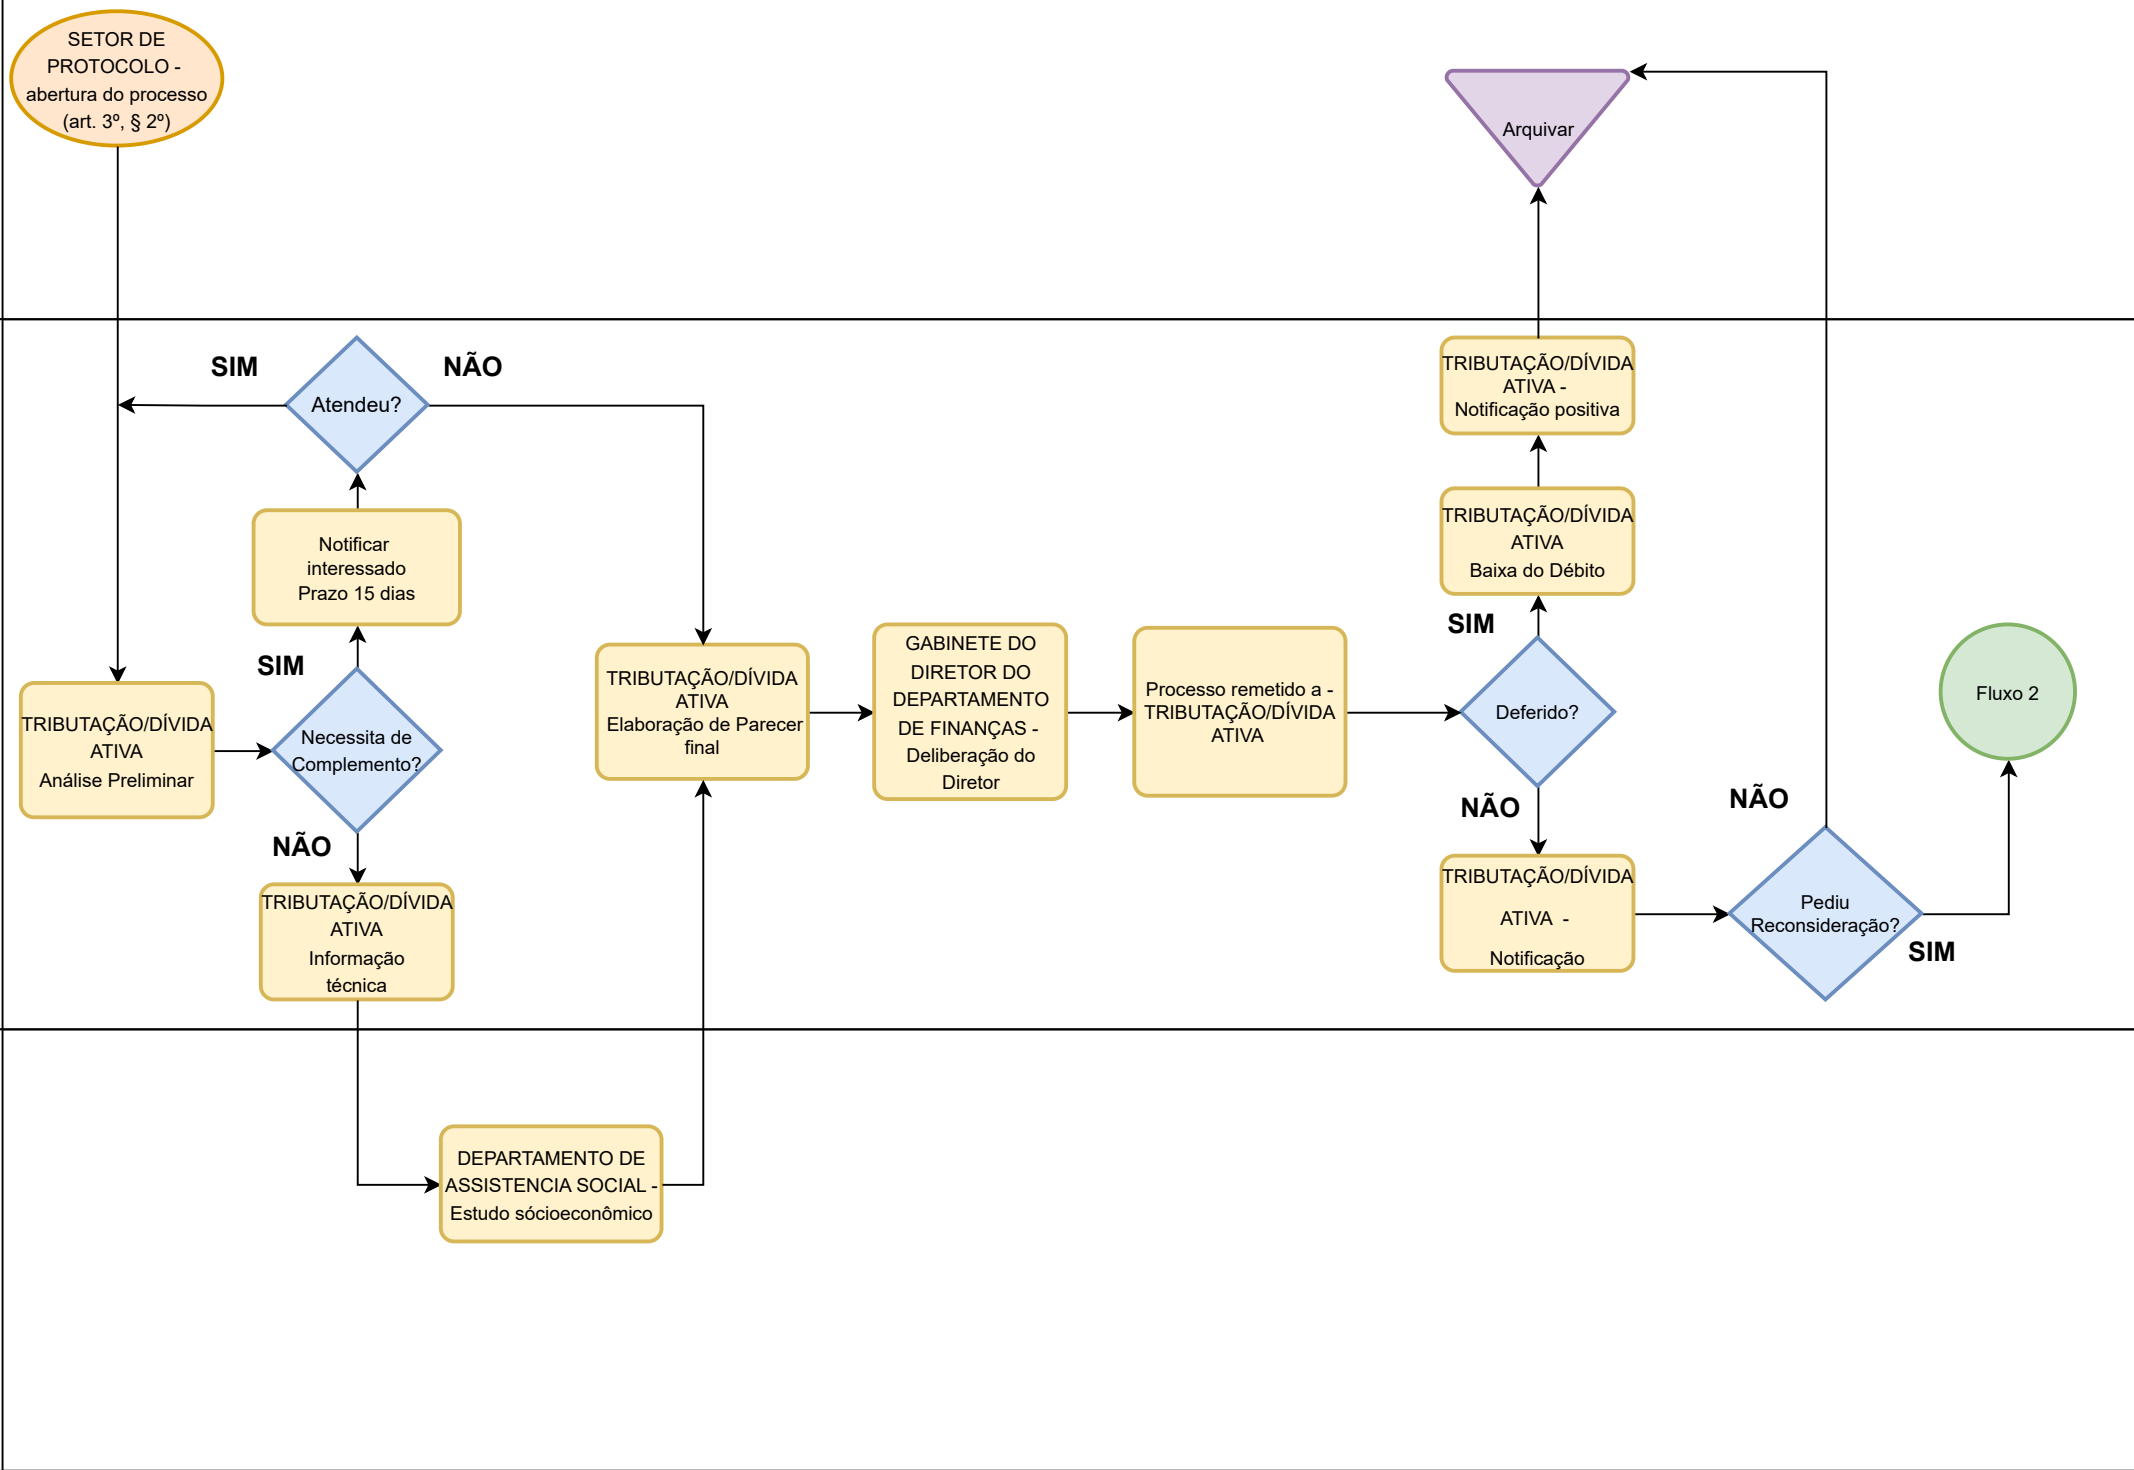 SETOR DE
PROTOCOLO -
abertura do processo
(art. 3º, § 2º)
Arquivar
SIM
Atendeu?
NÃO
TRIBUTAÇÃO/DÍVIDA
ATIVA -
Notificação positiva
Notificar
interessado
Prazo 15 dias
TRIBUTAÇÃO/DÍVIDA
ATIVA
Baixa do Débito
SIM
SIM
TRIBUTAÇÃO/DÍVIDA
ATIVA
Análise Preliminar
Necessita de
Complemento?
NÃO
TRIBUTAÇÃO/DÍVIDA
ATIVA
Elaboração de Parecer
final
GABINETE DO
DIRETOR DO
DEPARTAMENTO
DE FINANÇAS -
Deliberação do
Diretor
Processo remetido a -
TRIBUTAÇÃO/DÍVIDA
ATIVA
Deferido?
NÃO
Fluxo 2
NÃO
TRIBUTAÇÃO/DÍVIDA
ATIVA
Informação
técnica
TRIBUTAÇÃO/DÍVIDA
ATIVA -
Notificação
Pediu
Reconsideração?
SIM
DEPARTAMENTO DE
ASSISTENCIA SOCIAL -
Estudo sócioeconômico